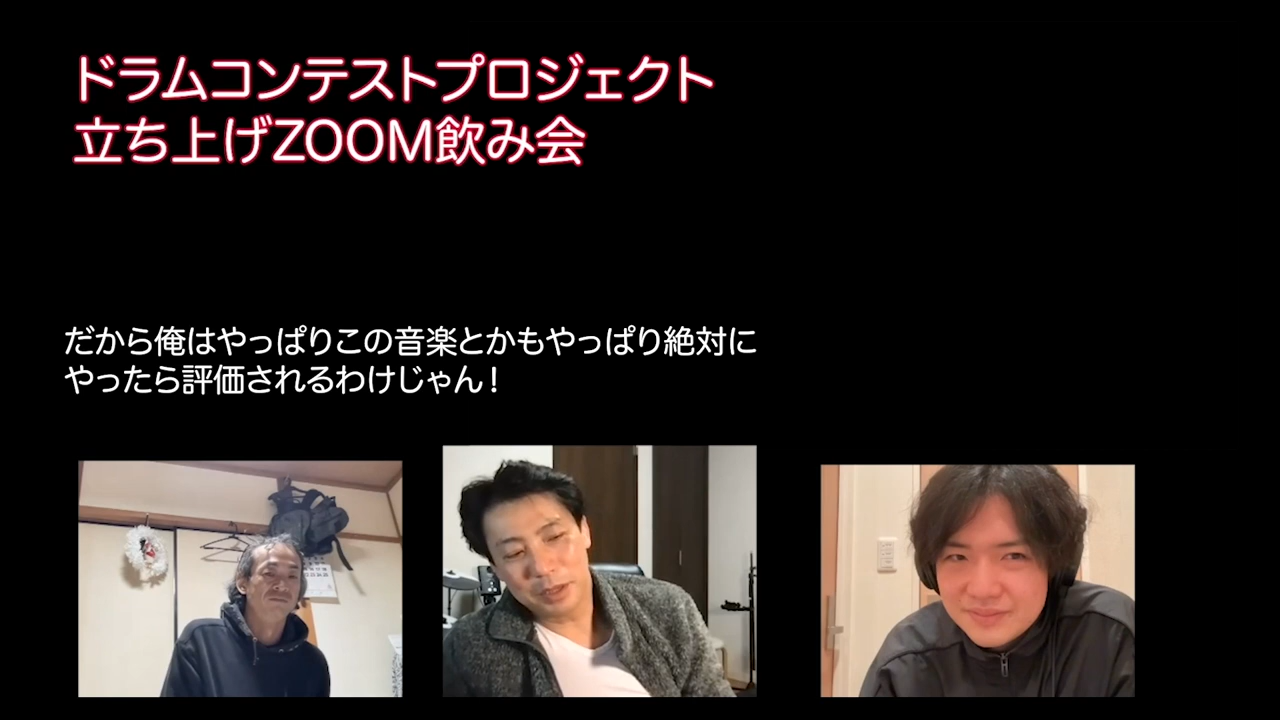 ドラムコンテストプロジェクト
立ち上げZOOM飲み会
だから俺はやっぱりこの音楽とかもやっぱり絶対に
やったら評価されるわけじゃん！